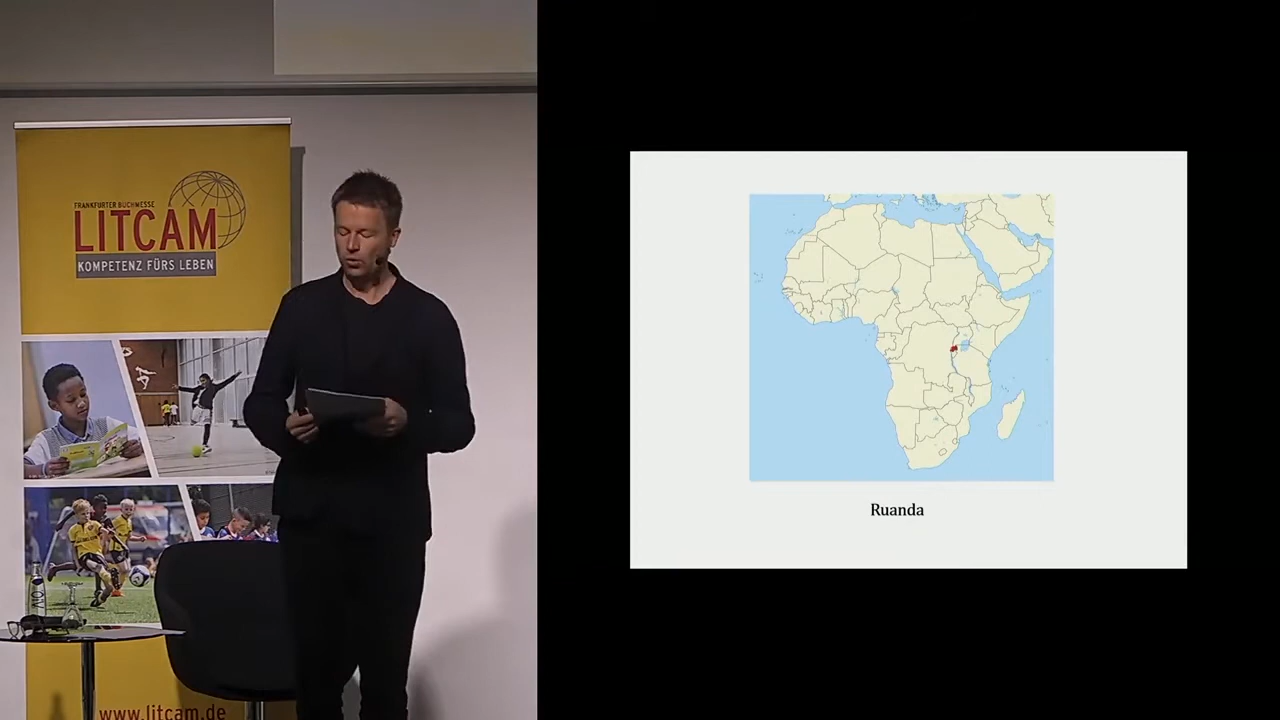 FRANKFURTER BUCHMESSE
LITCAM
KOMPETENZ FÜRS LEBEN
www.litcam.de
Ruanda